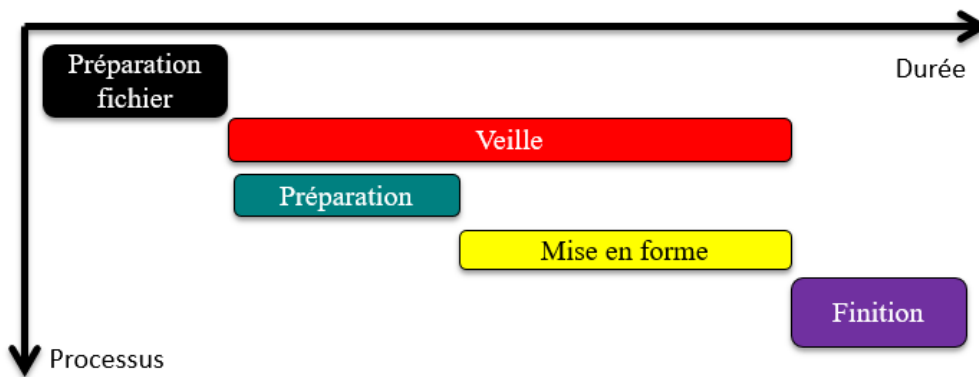 Préparation
fichier
Durée
Veille
Préparation
Mise en forme
Finition
Processus